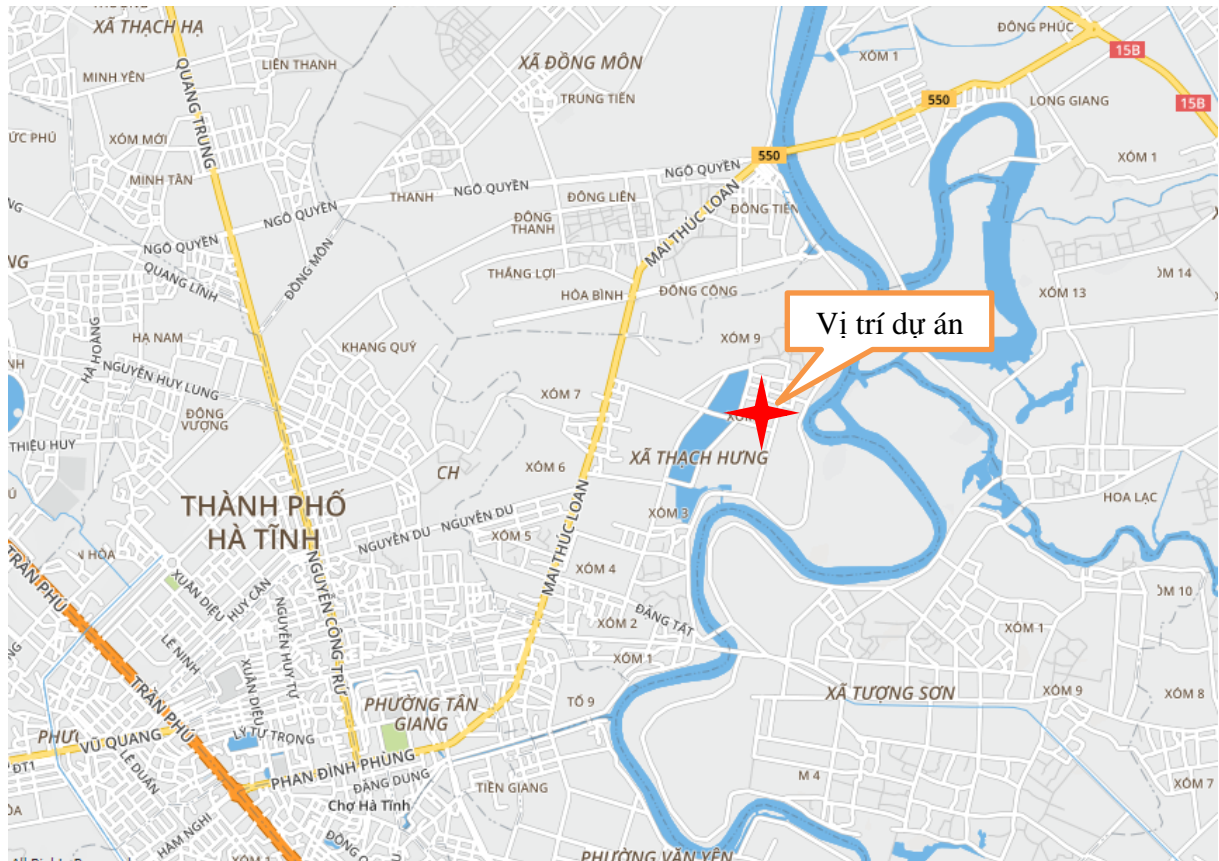 XÃ THẠCH HẠ
ĐỒNG PHÚC
15B
LIÊN THANH
XÃ ĐỒNG MÔN
XÓM 1
MINH YÊN
QUANG TRUNG
TRUNG TIẾN
550
LONG GIANG
15B
XÓM MỚI
550
XÓM 1
MINH TÂN
NGÔ QUYỀN
NGÔ QUYỀN
THANH
ĐÔNG LIÊN
NGÔ QUYỀN
ĐÔNG THANH
MAI THÚC LOAN
ĐÔNG TIẾN
NGÔ QUYỀN
QUANG LĨNH
ĐỒNG MÔN
THẮNG LỢI
HÒA BÌNH
ĐÔNG CÔNG
XÓM 13
Vị trí dự án
HÀ HOÀNG
HẠ NAM
KHANG QUÝ
XÓM 9
NGUYỄN HUY LUNG
XÓM 7
ĐÔNG
VƯỢNG
THIỀU HUY
XÃ THẠCH HƯNG
XÓM 6
THÀNH PHỐ
HÀ TĨNH
NGUYỄN DU
NGUYỄN DU
XÓM 3
HOA LẠC
XÓM 5
MAI THÚC LOAN
XÓM 4
TRẦN PHÚ
XUÂN DIỆU
HUY CẬN
NGUYỄN CÔNG TRỨ
NGUYỄN HUY TỰ
ĐẶNG TẤT
XÓM 2
XÓM 1
LÊ NINH
XUÂN DIỆU
XÓM 1
TRẦN PHÚ
PHƯỜNG TÂN
GIANG
TỔ 9
XÃ TƯỢNG SƠN
XÓM 9
XÓM 8
VŨ QUANG
LÝ TỰ TRỌNG
ĐT1
LÊ DUẨN
PHAN ĐÌNH PHÙNG
ĐẶNG DUNG
TIỀN GIANG
M 4
XÓM 7
Chợ Hà Tĩnh
HÀM NGHI
PHƯỜNG VĂN YÊN